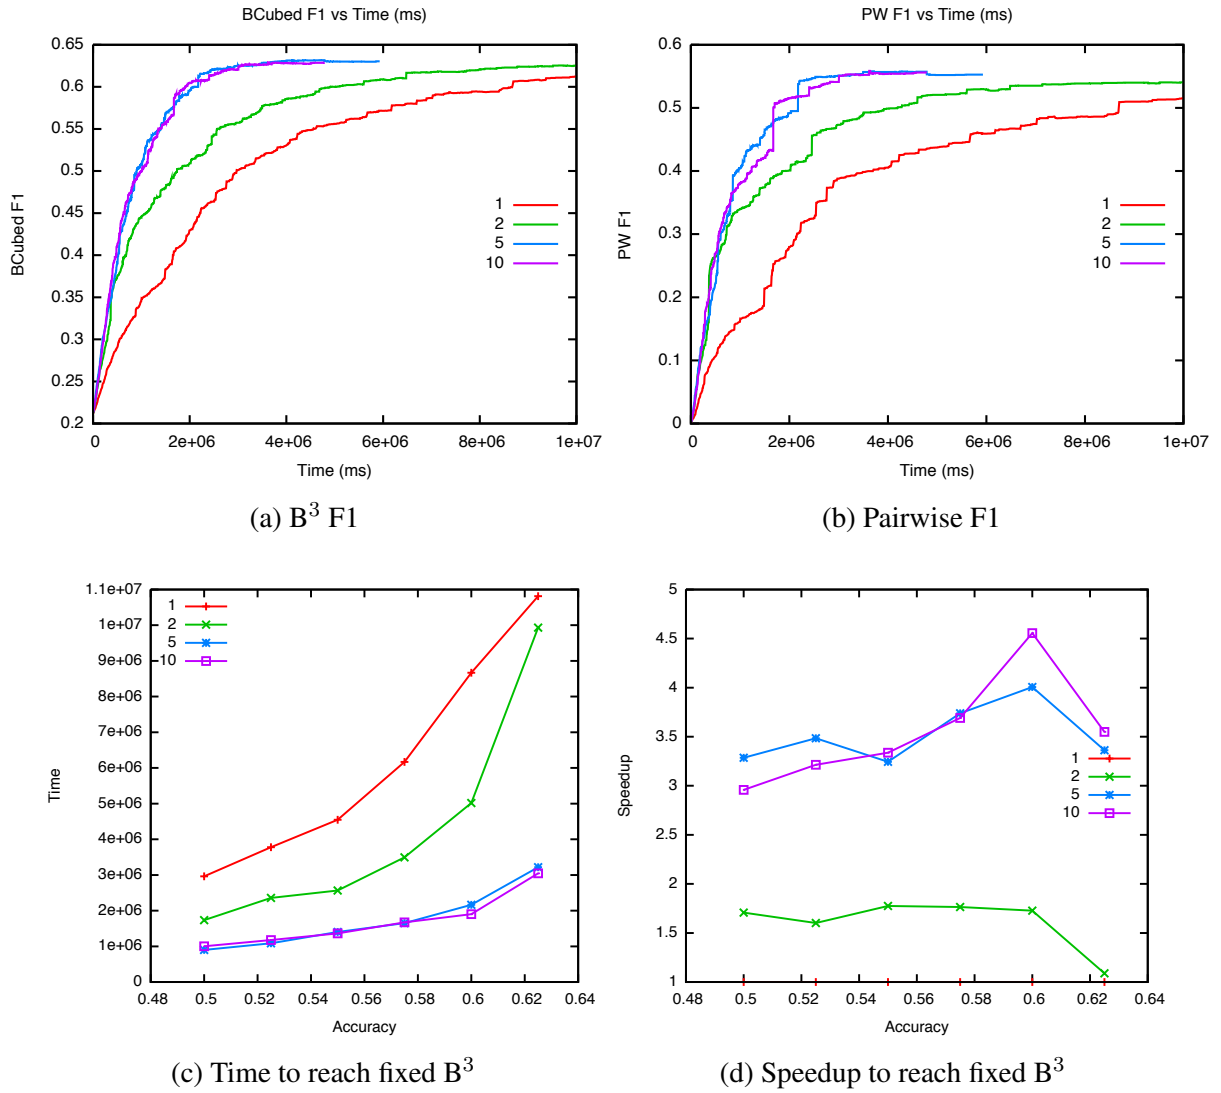 BCubed F1 vs Time (ms)
0.65
0.6
0.55
0.5
0.45
0.4
0.35
0.3
0.25
0.2
BCubed F1
1
2
5
10
0
2e+06
4e+06
6e+06
8e+06
1e+07
Time (ms)
(a) B³ F1
PW F1 vs Time (ms)
0.6
0.5
0.4
0.3
0.2
0.1
0
PW F1
1
2
5
10
0
2e+06
4e+06
6e+06
8e+06
1e+07
Time (ms)
(b) Pairwise F1
1.1e+07
1e+07
9e+06
8e+06
7e+06
6e+06
5e+06
4e+06
3e+06
2e+06
1e+06
0
Time
1
2
5
10
0.48
0.5
0.52
0.54
0.56
0.58
0.6
0.62
0.64
Accuracy
(c) Time to reach fixed B³
5
4.5
4
3.5
3
2.5
2
1.5
1
Speedup
1
2
5
10
0.48
0.5
0.52
0.54
0.56
0.58
0.6
0.62
0.64
Accuracy
(d) Speedup to reach fixed B³